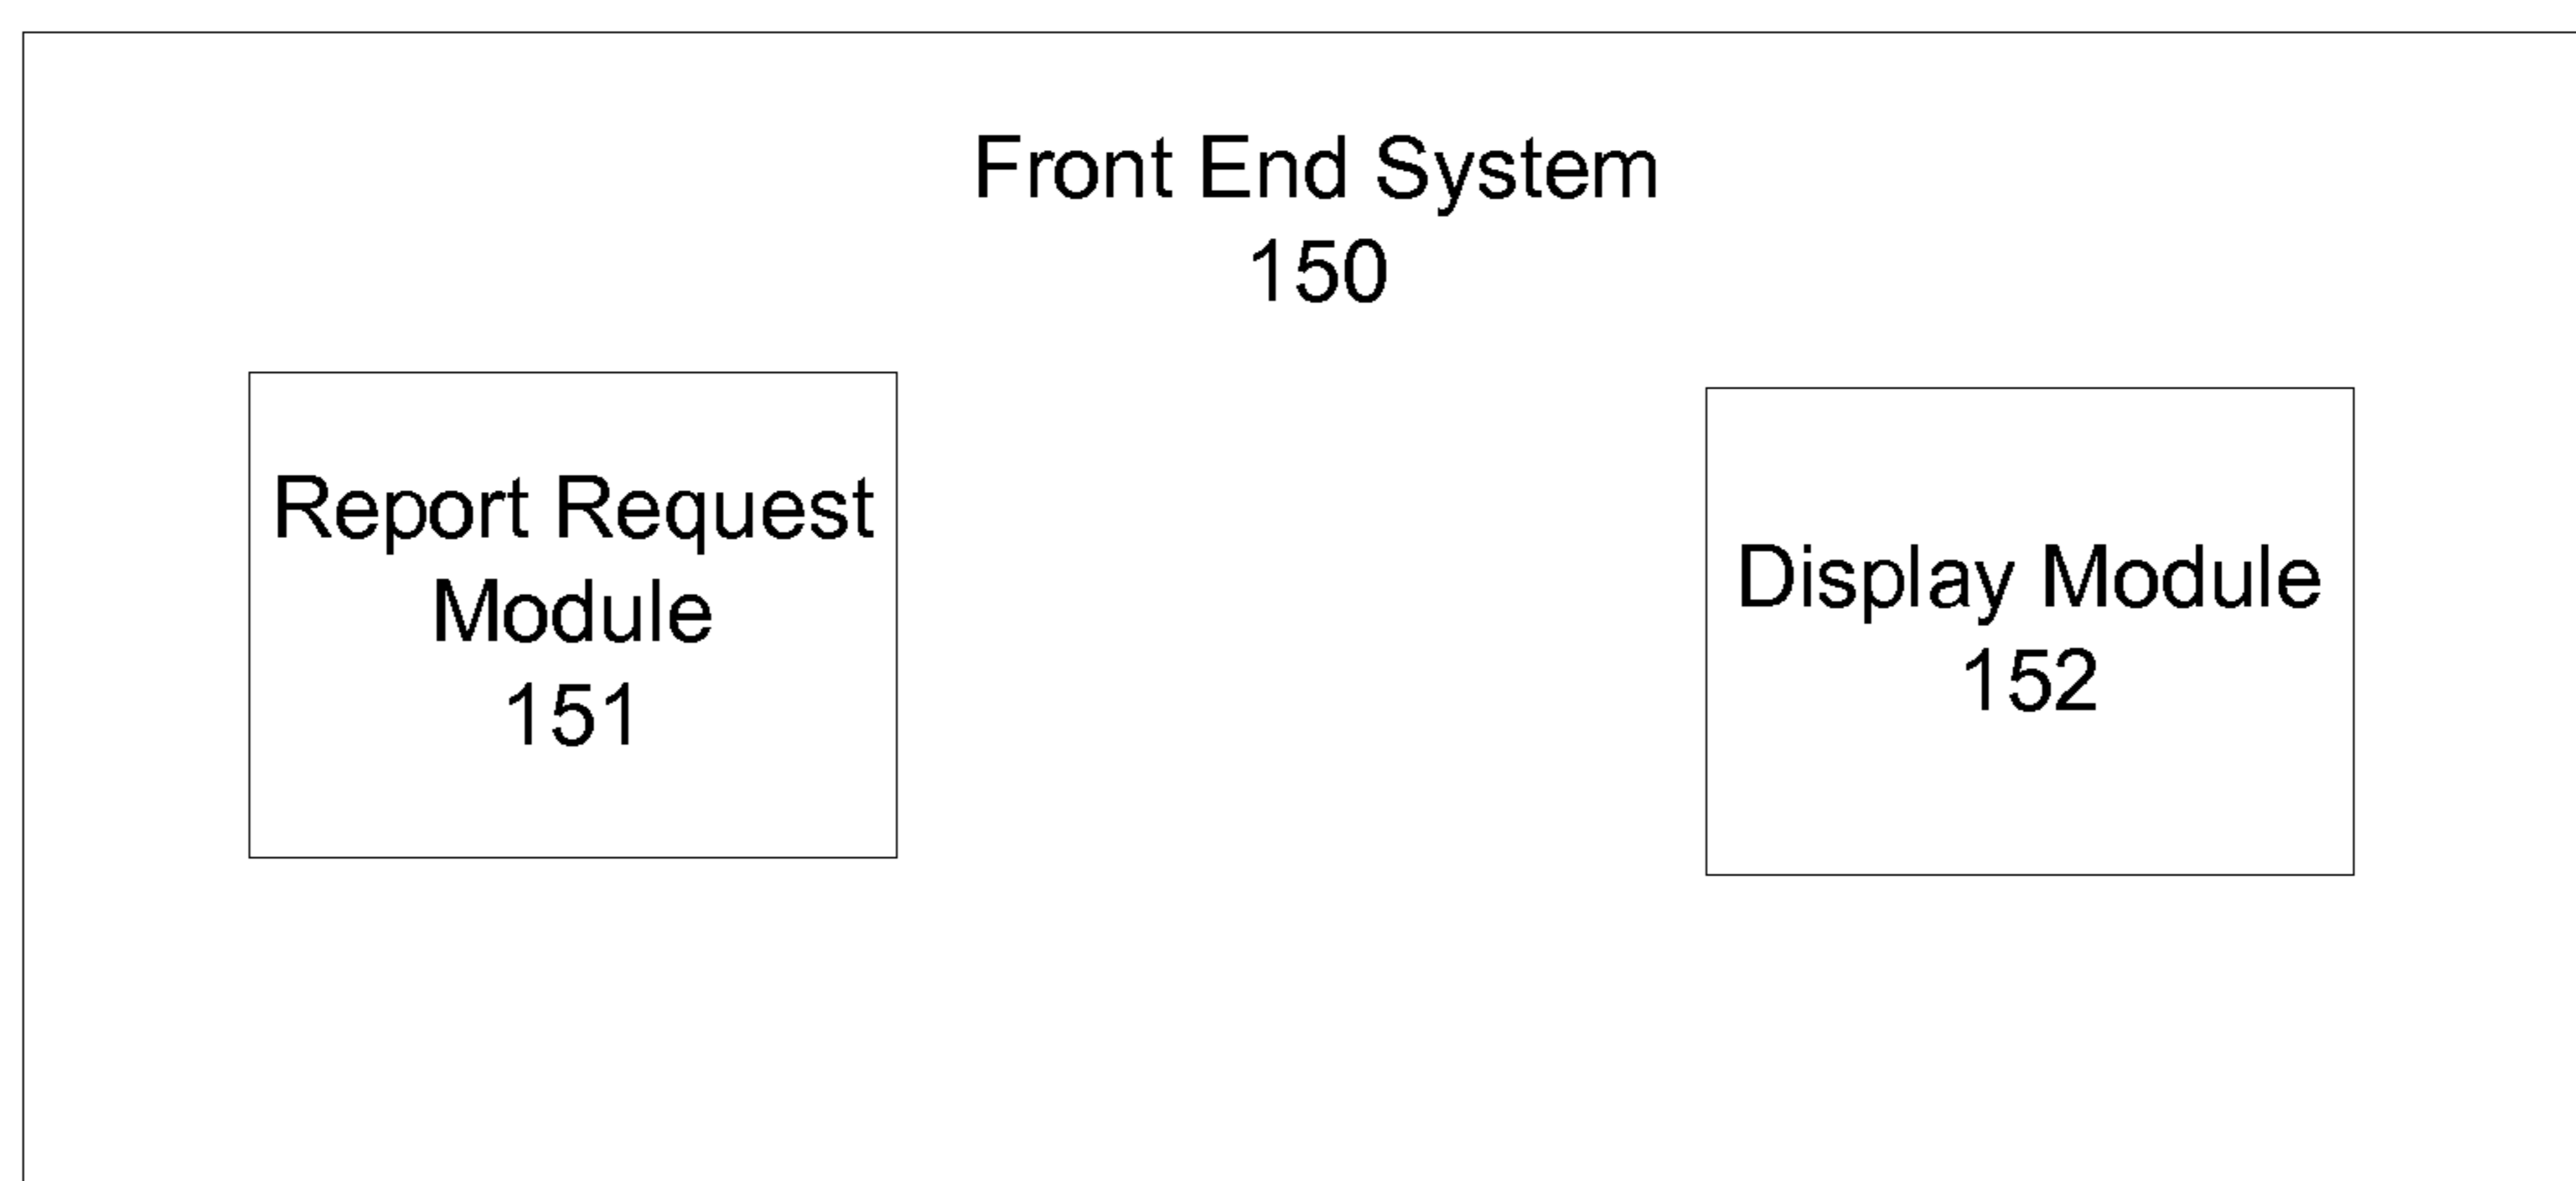 Front End System
150
Report Request
Module
151
Display Module
152